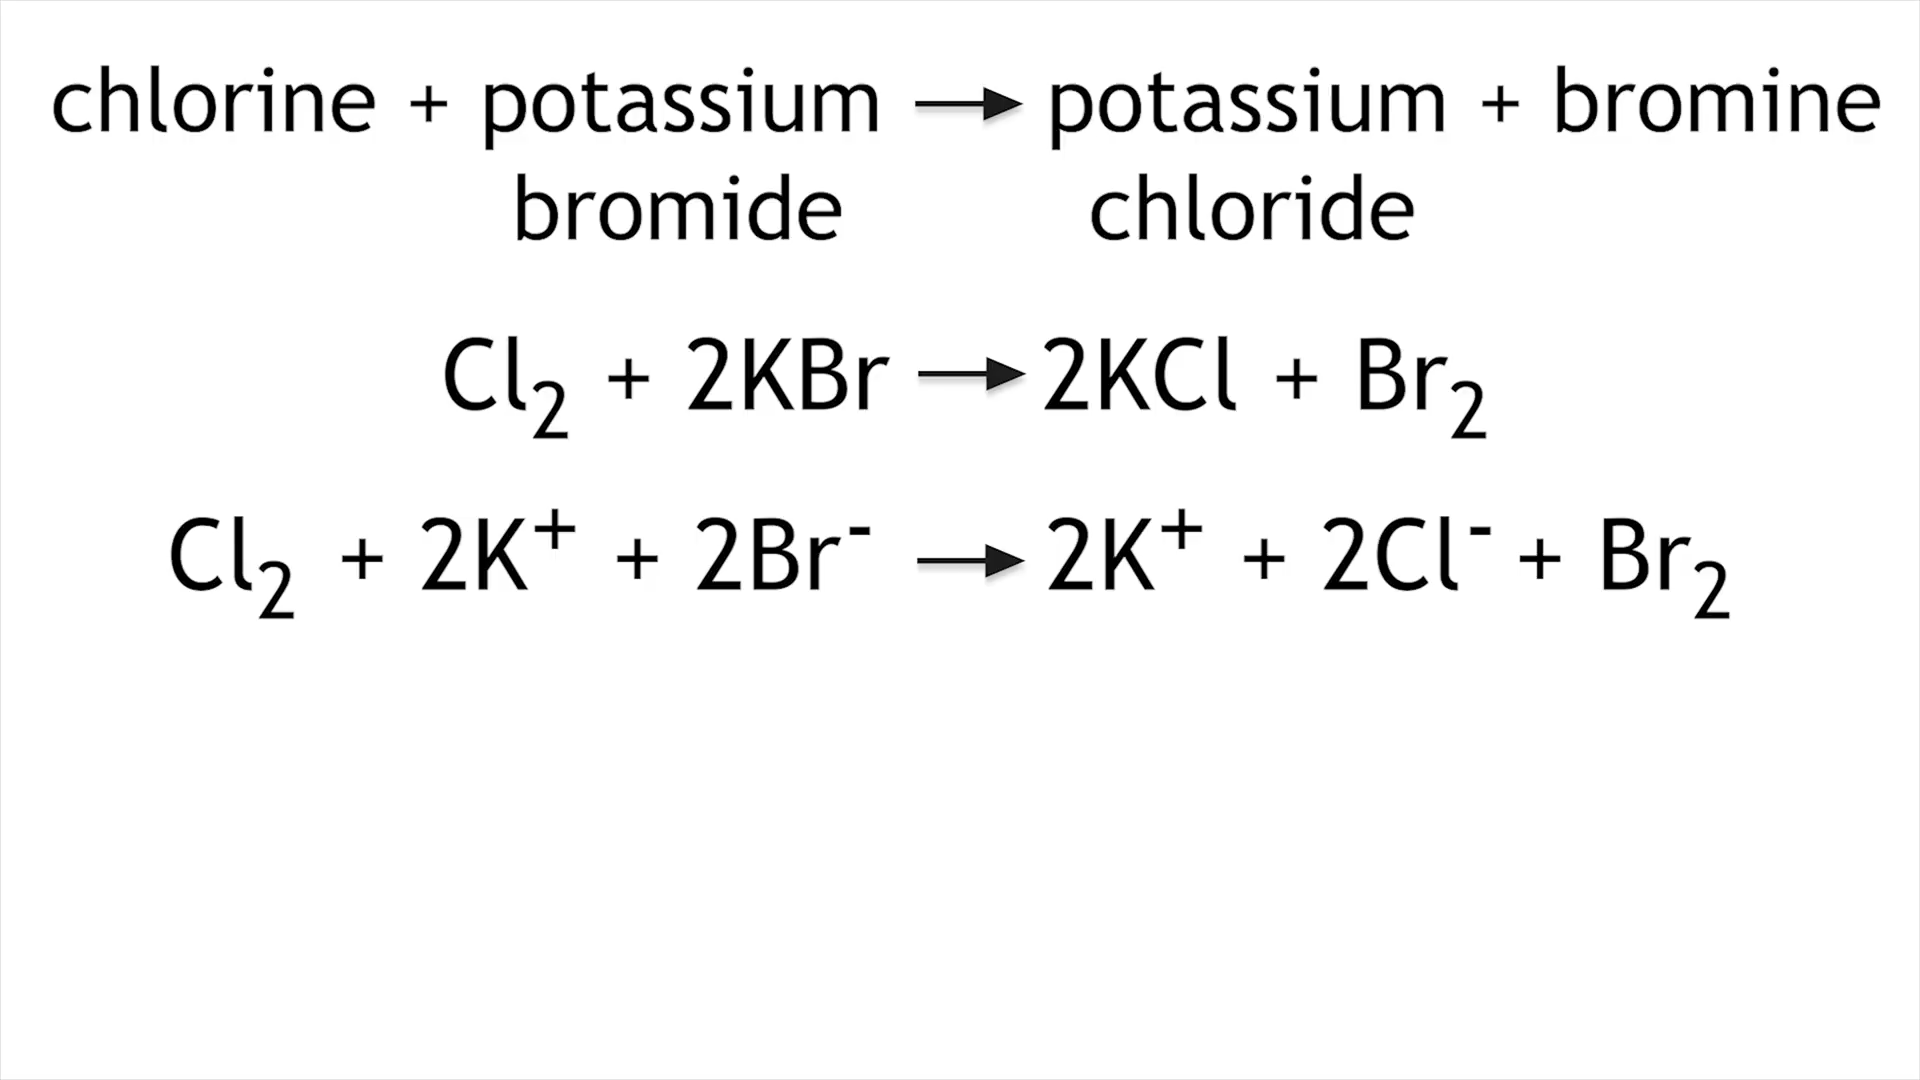 chlorine + potassium → potassium + bromine
bromide chloride
Cl₂ + 2KBr → 2KCl + Br₂
Cl₂ + 2K⁺ + 2Br⁻ → 2K⁺ + 2Cl⁻ + Br₂